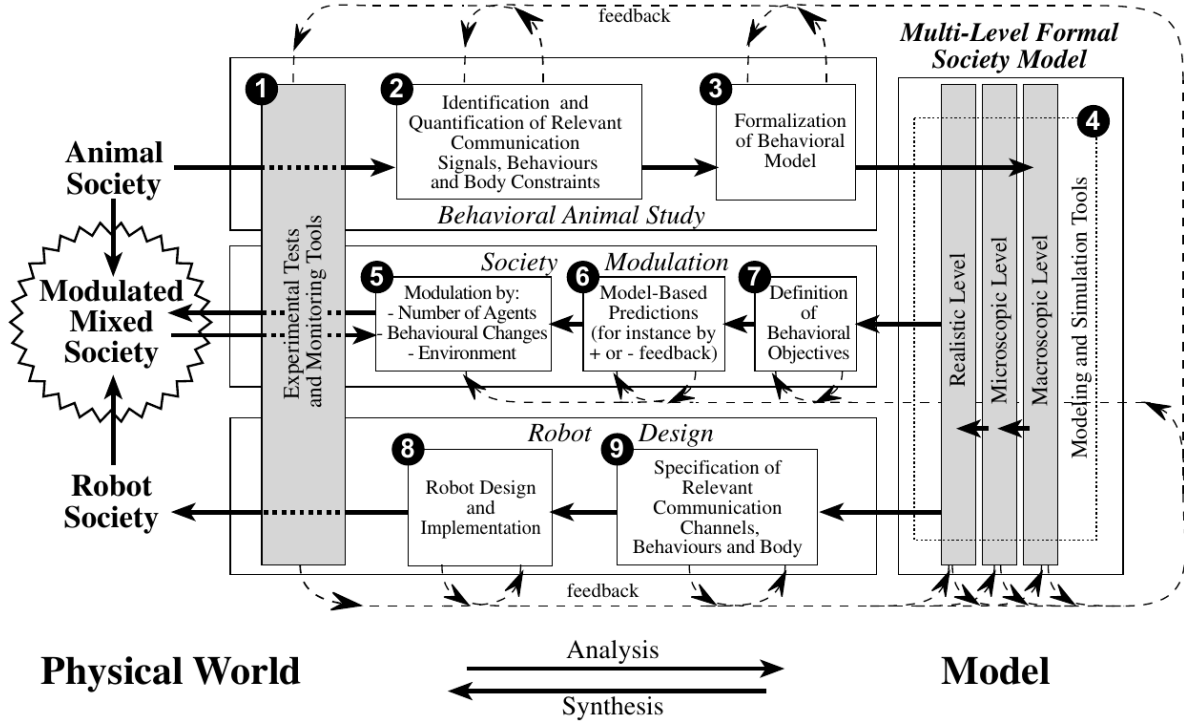 feedback
Multi-Level Formal
Society Model
1
2
Identification and
Quantification of Relevant
Communication
Signals, Behaviours
and Body Constraints
3
Formalization
of Behavioral
Model
4
Animal
Society
Behavioral Animal Study
Experimental Tests
and Monitoring Tools
Society Modulation
Modulated
Mixed
Society
5
Modulation by:
- Number of Agents
- Behavioural Changes
- Environment
6
Model-Based
Predictions
(for instance by
+ or - feedback)
7
Definition
of
Behavioral
Objectives
Realistic Level
Microscopic Level
Macroscopic Level
Modeling and Simulation Tools
Robot Design
Robot
Society
8
Robot Design
and
Implementation
9
Specification of
Relevant
Communication
Channels,
Behaviours and Body
feedback
Physical World
Analysis
Synthesis
Model